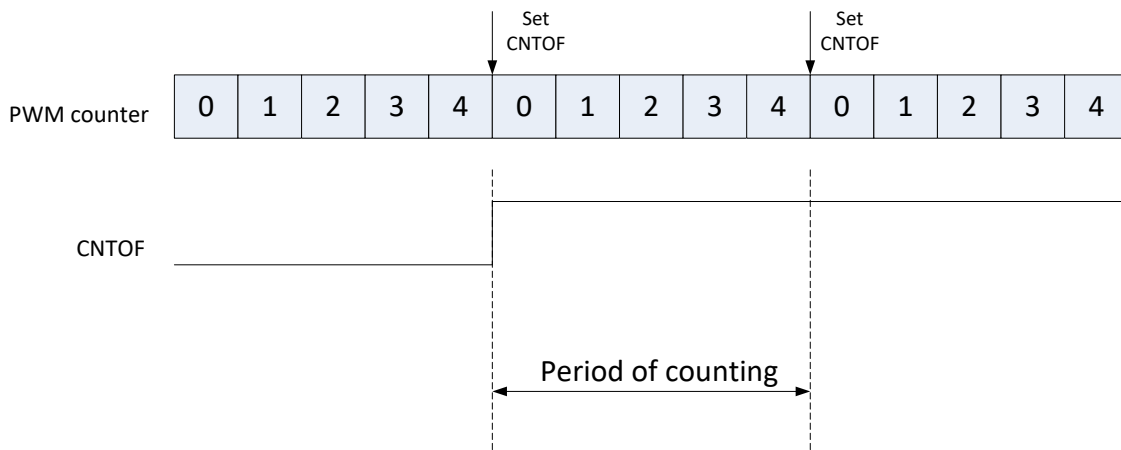 Set
CNTOF
Set
CNTOF
PWM counter
0 1 2 3 4 0 1 2 3 4 0 1 2 3 4
CNTOF
Period of counting